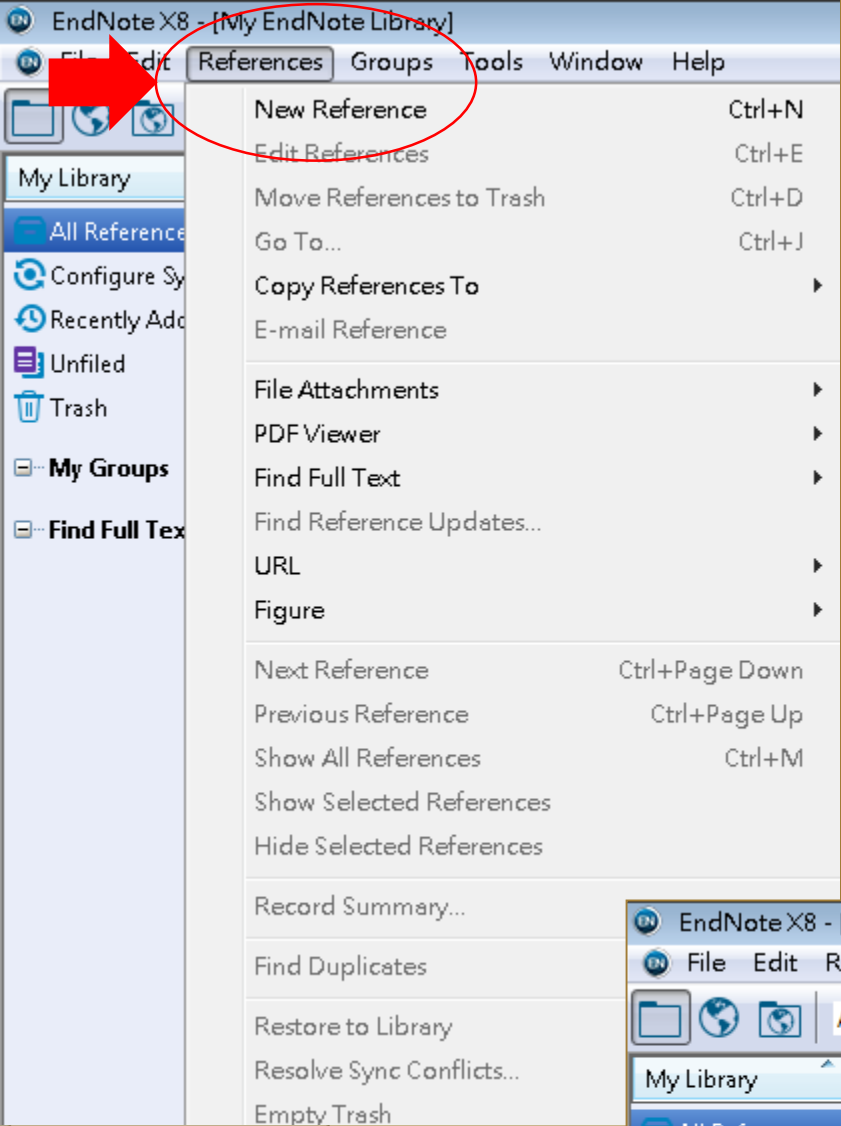 EndNote X8 - [My EndNote Library]
File Edit References Groups Tools Window Help
New Reference Ctrl+N
Edit References Ctrl+E
My Library
Move References to Trash Ctrl+D
All Reference
Go To... Ctrl+J
Configure Sy
Copy References To
Recently Add
E-mail Reference
Unfiled
File Attachments
Trash
PDF Viewer
My Groups
Find Full Text
Find Reference Updates...
Find Full Tex
URL
Figure
Next Reference Ctrl+Page Down
Previous Reference Ctrl+Page Up
Show All References Ctrl+M
Show Selected References
Hide Selected References
Record Summary...
EndNote X8 -
Find Duplicates
File Edit R
Restore to Library
Resolve Sync Conflicts...
My Library
Empty Trash